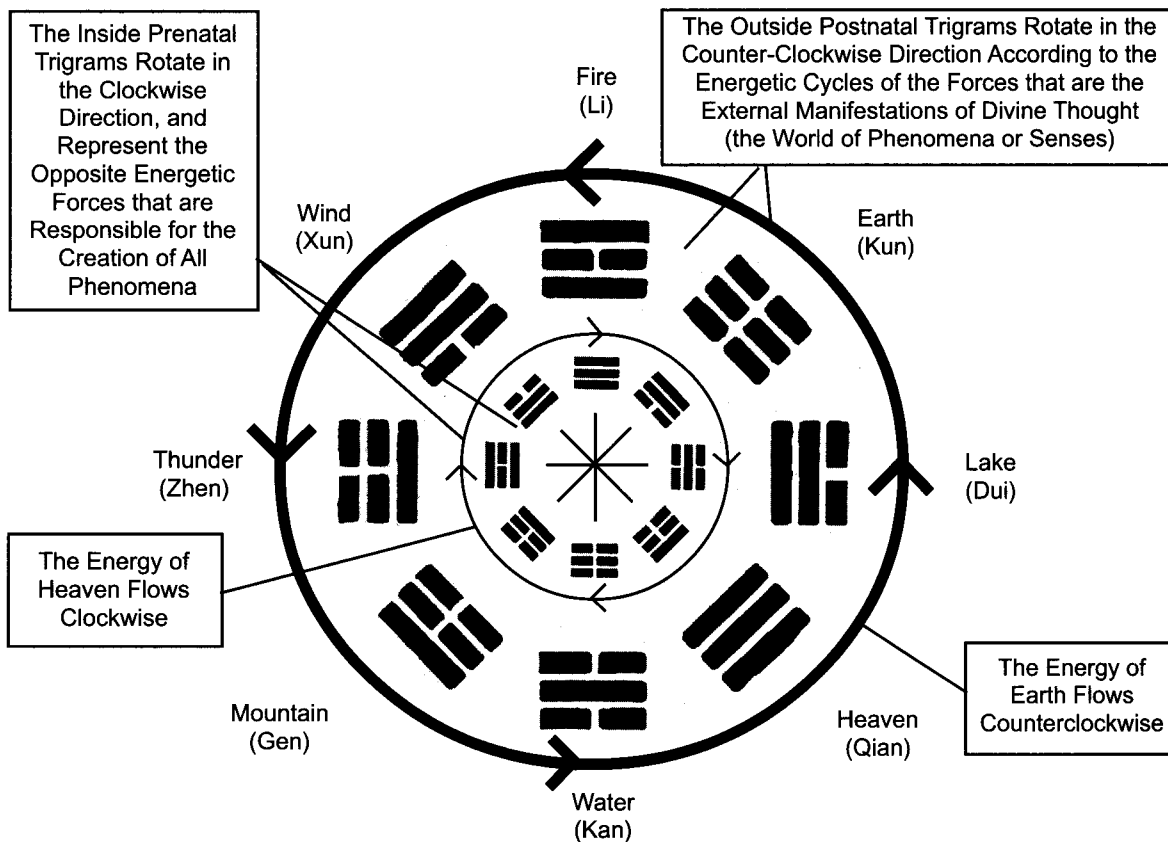 The Inside Prenatal
Trigrams Rotate in
the Clockwise
Direction, and
Represent the
Opposite Energetic
Forces that are
Responsible for the
Creation of All
Phenomena
The Outside Postnatal Trigrams Rotate in the
Counter-Clockwise Direction According to the
Energetic Cycles of the Forces that are the
External Manifestations of Divine Thought
(the World of Phenomena or Senses)
Fire
(Li)
Wind
(Xun)
Earth
(Kun)
Thunder
(Zhen)
Lake
(Dui)
The Energy of
Heaven Flows
Clockwise
Mountain
(Gen)
Heaven
(Qian)
The Energy of
Earth Flows
Counterclockwise
Water
(Kan)